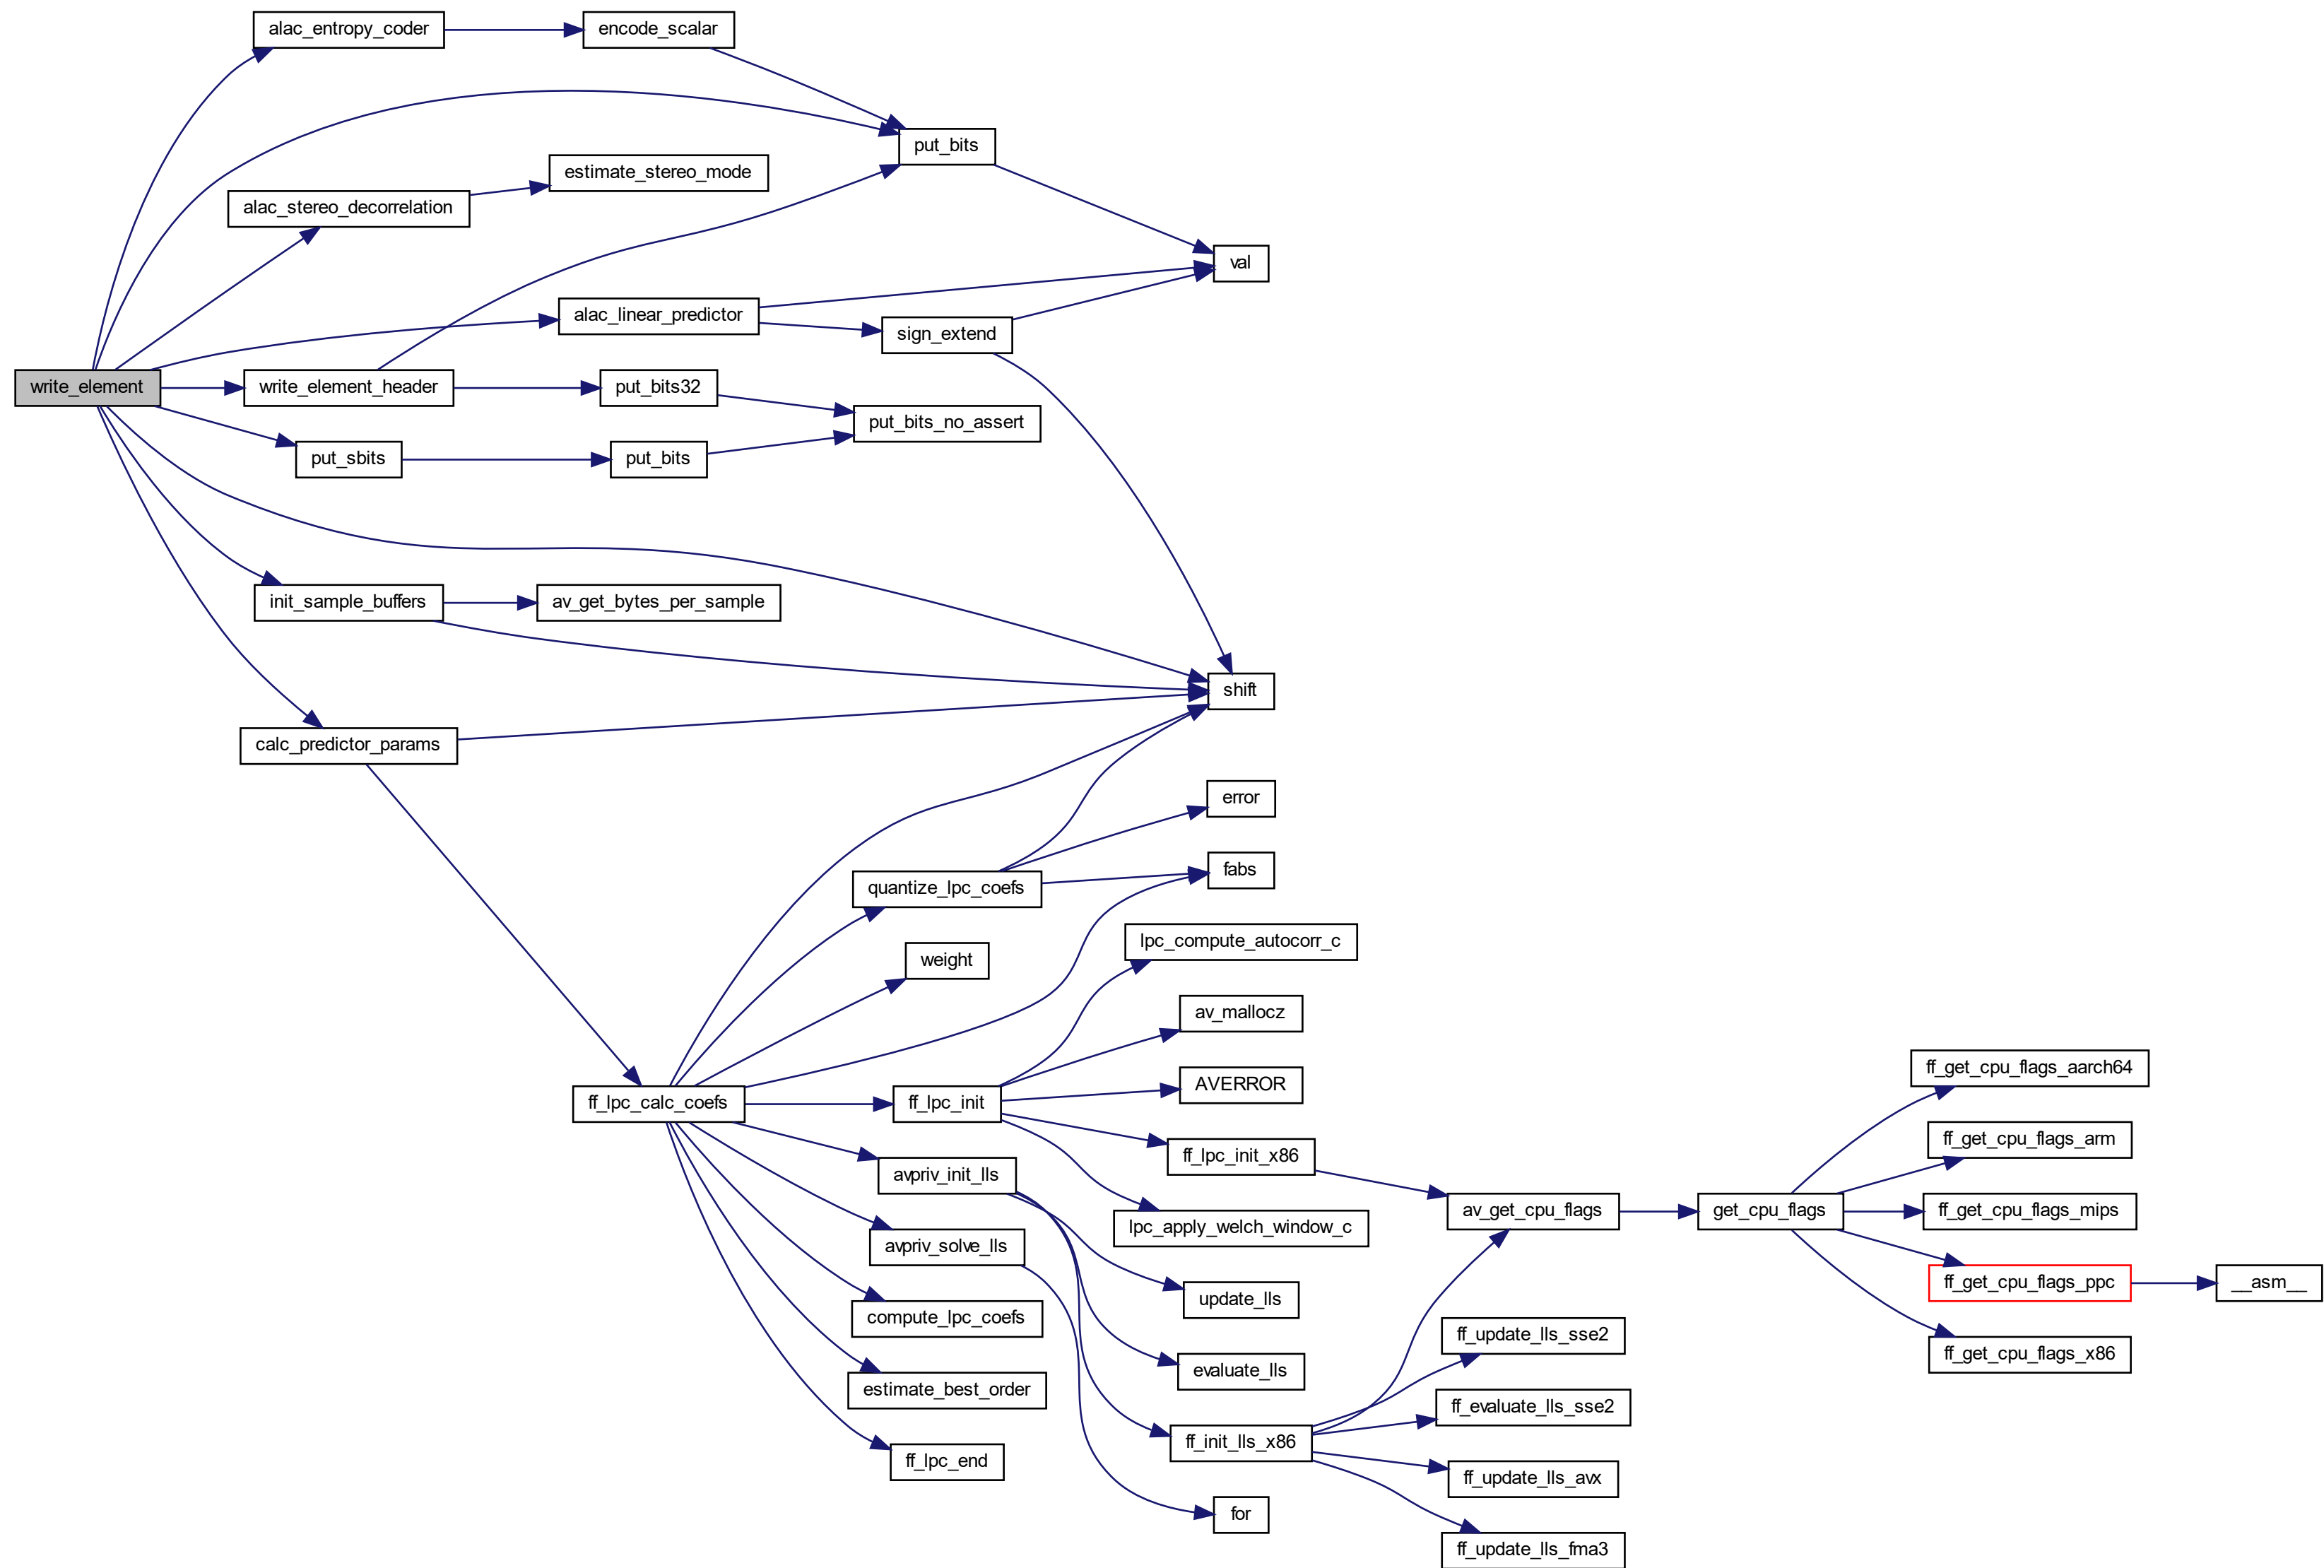 alac_entropy_coder
encode_scalar
put_bits
estimate_stereo_mode
alac_stereo_decorrelation
val
alac_linear_predictor
sign_extend
write_element
write_element_header
put_bits32
put_bits_no_assert
put_sbits
put_bits
init_sample_buffers
av_get_bytes_per_sample
shift
calc_predictor_params
error
fabs
quantize_lpc_coefs
lpc_compute_autocorr_c
weight
av_mallocz
ff_get_cpu_flags_aarch64
AVERROR
ff_lpc_calc_coefs
ff_lpc_init
ff_get_cpu_flags_arm
ff_lpc_init_x86
avpriv_init_lls
lpc_apply_welch_window_c
av_get_cpu_flags
get_cpu_flags
ff_get_cpu_flags_mips
avpriv_solve_lls
ff_get_cpu_flags_ppc
__asm__
update_lls
compute_lpc_coefs
ff_update_lls_sse2
ff_get_cpu_flags_x86
evaluate_lls
estimate_best_order
ff_evaluate_lls_sse2
ff_init_lls_x86
ff_lpc_end
ff_update_lls_avx
for
ff_update_lls_fma3